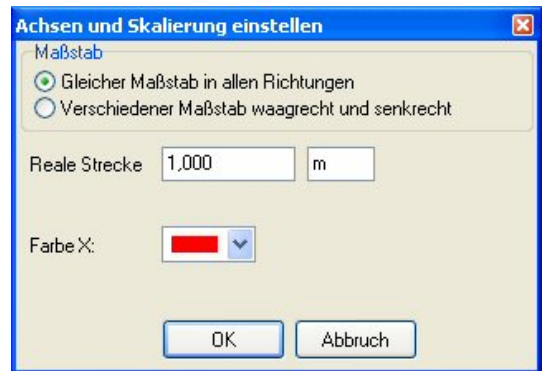 Achsen und Skalierung einstellen
Maßstab
Gleicher Maßstab in allen Richtungen
Verschiedener Maßstab waagrecht und senkrecht
Reale Strecke 1,000 m
Farbe X:
OK Abbruch